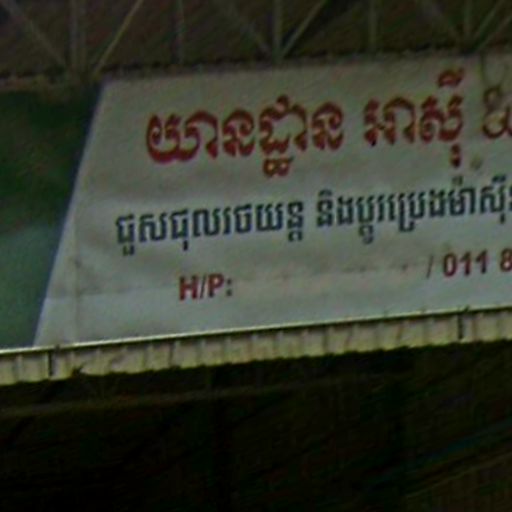 យានដ្ឋាន អាស៊ី
ជួសជុលរថយន្ត និងប្តូរប្រេងម៉ាស៊ីន
H/P: / 011 8